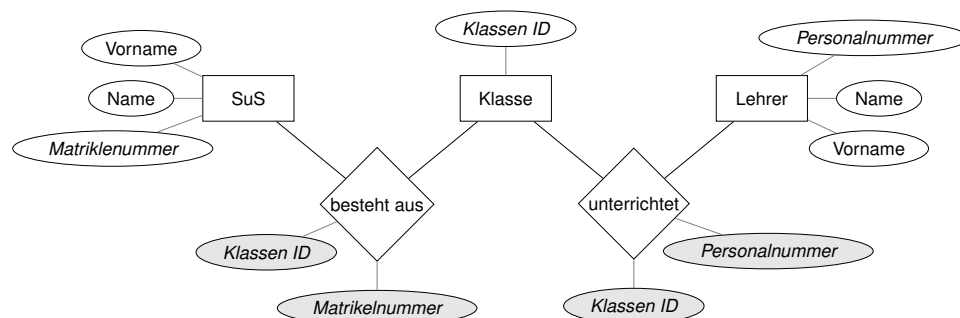 Klassen ID
Personalnummer
Vorname
SuS
Klasse
Lehrer
Name
Name
Matriklenummer
Vorname
besteht aus
unterrichtet
Klassen ID
Personalnummer
Matrikelnummer
Klassen ID